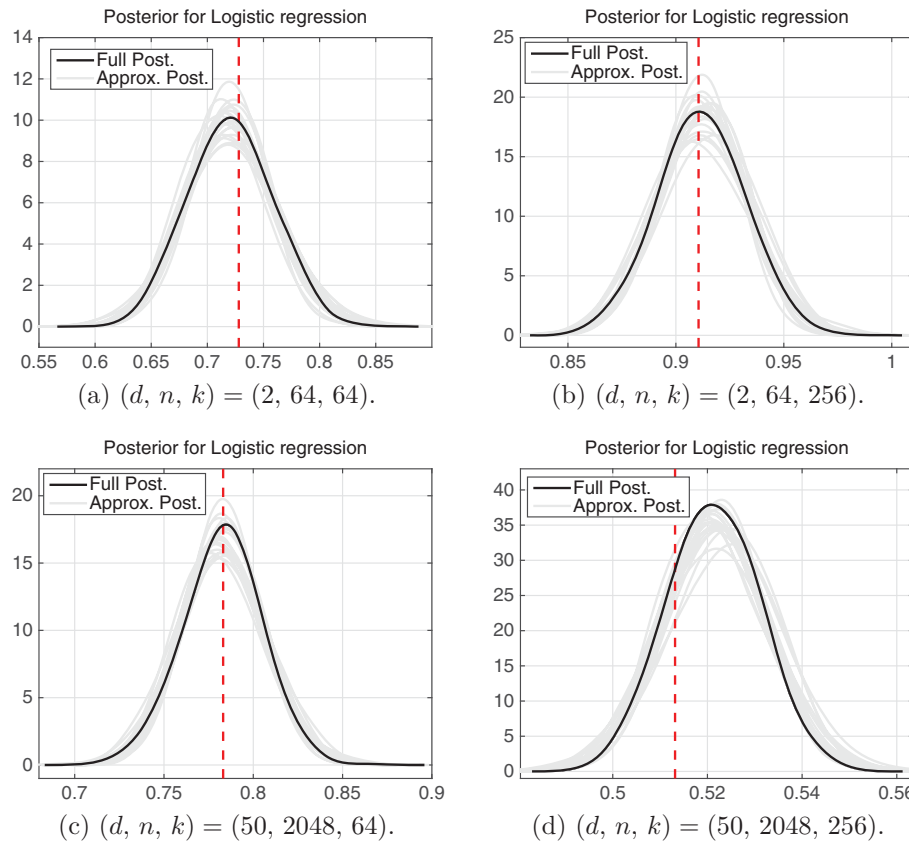 Posterior for Logistic regression
14
12
10
8
6
4
2
0
Full Post.
Approx. Post.
0.55 0.6 0.65 0.7 0.75 0.8 0.85
(a) (d, n, k) = (2, 64, 64).
Posterior for Logistic regression
25
20
15
10
5
0
Full Post.
Approx. Post.
0.85 0.9 0.95 1
(b) (d, n, k) = (2, 64, 256).
Posterior for Logistic regression
20
15
10
5
0
Full Post.
Approx. Post.
0.7 0.75 0.8 0.85 0.9
(c) (d, n, k) = (50, 2048, 64).
Posterior for Logistic regression
40
35
30
25
20
15
10
5
0
Full Post.
Approx. Post.
0.5 0.52 0.54 0.56
(d) (d, n, k) = (50, 2048, 256).